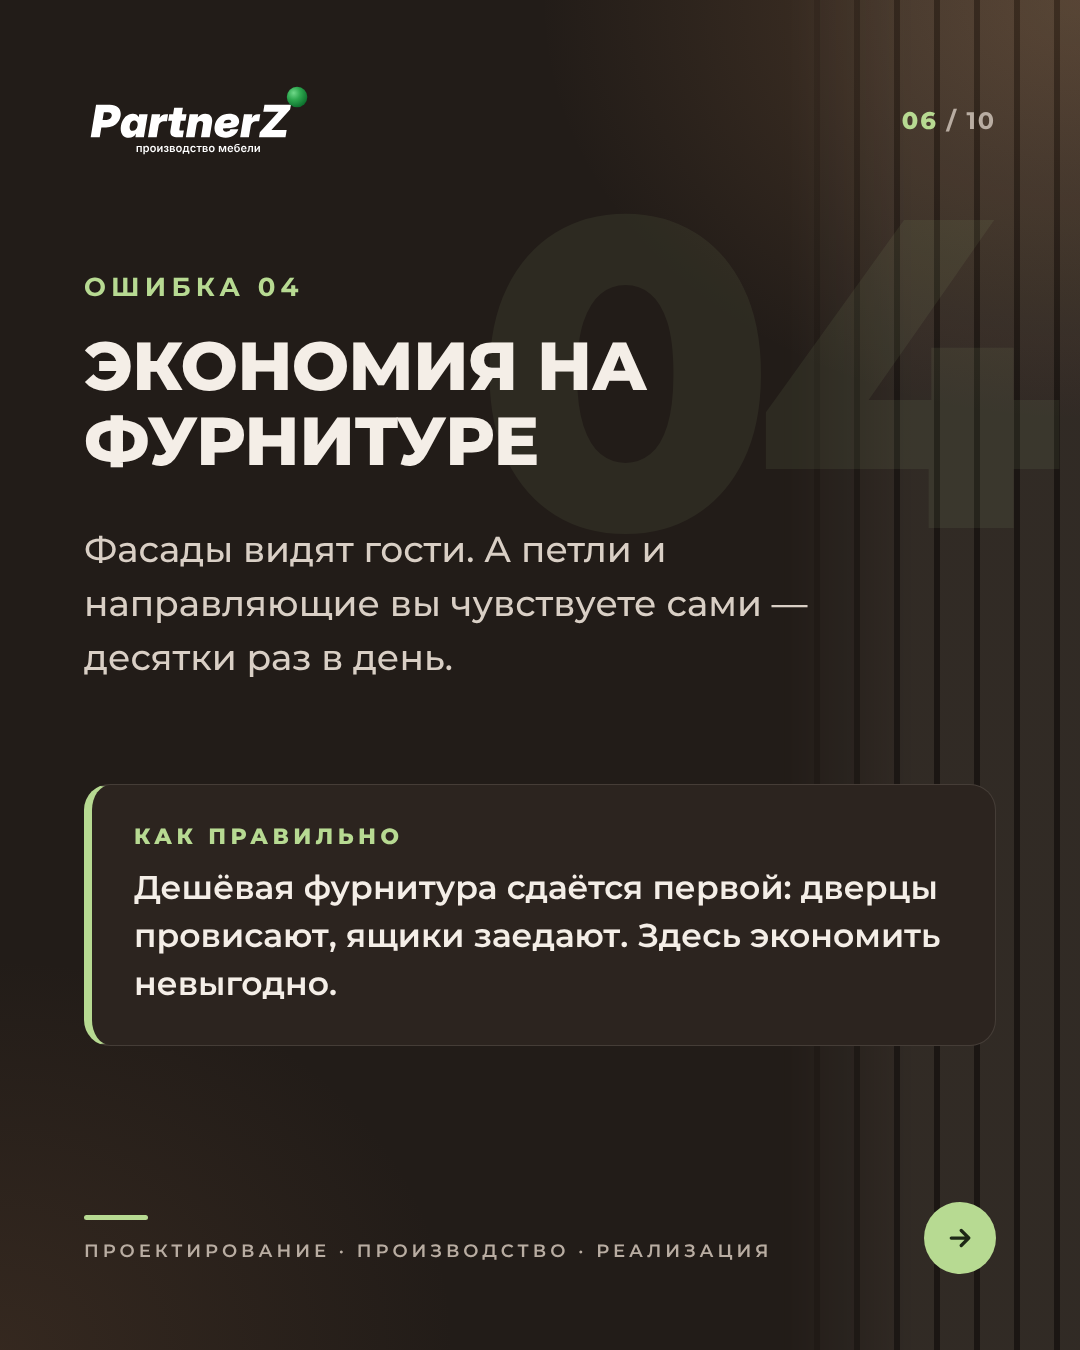 PartnerZ
производство мебели
06 / 10
04
ОШИБКА 04
ЭКОНОМИЯ НА
ФУРНИТУРЕ
Фасады видят гости. А петли и
направляющие вы чувствуете сами —
десятки раз в день.
КАК ПРАВИЛЬНО
Дешёвая фурнитура сдаётся первой: дверцы
провисают, ящики заедают. Здесь экономить
невыгодно.
ПРОЕКТИРОВАНИЕ · ПРОИЗВОДСТВО · РЕАЛИЗАЦИЯ